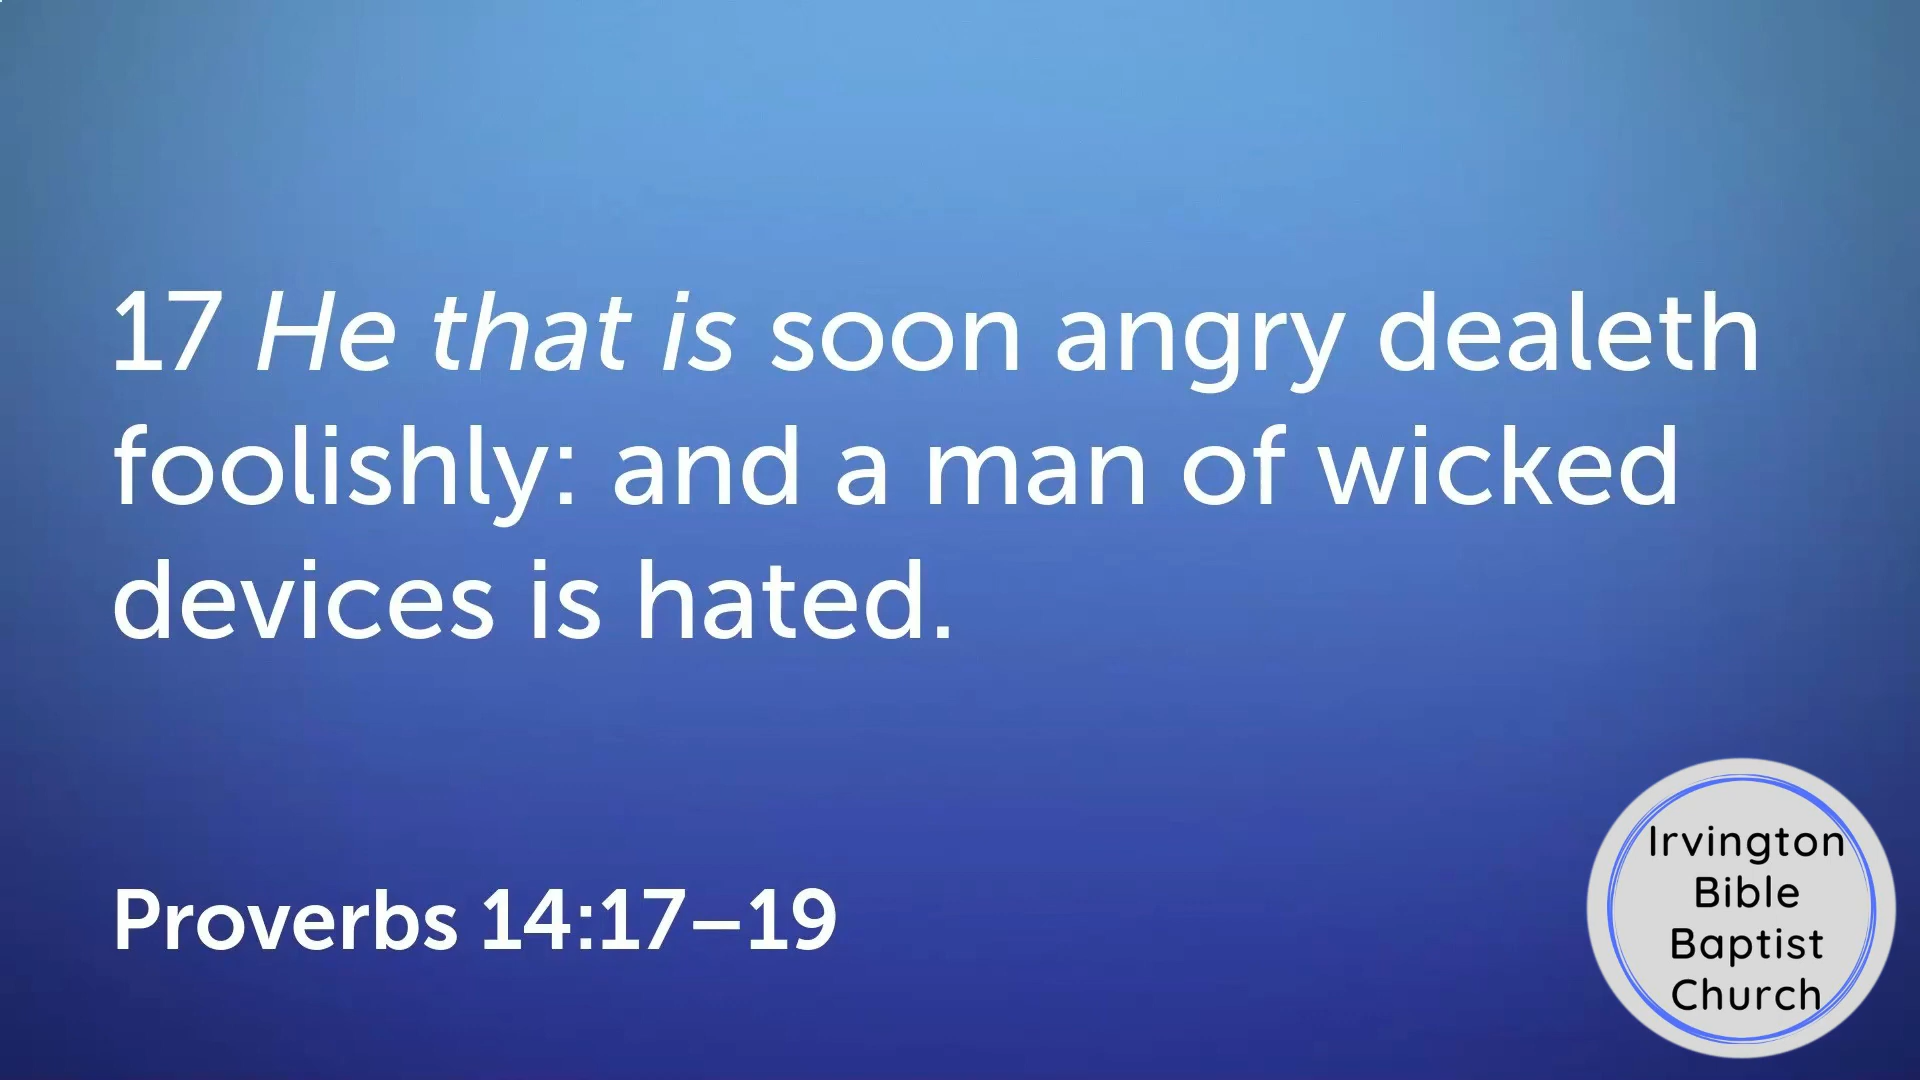 17 He that is soon angry dealeth
foolishly: and a man of wicked
devices is hated.
Proverbs 14:17–19
Irvington
Bible
Baptist
Church